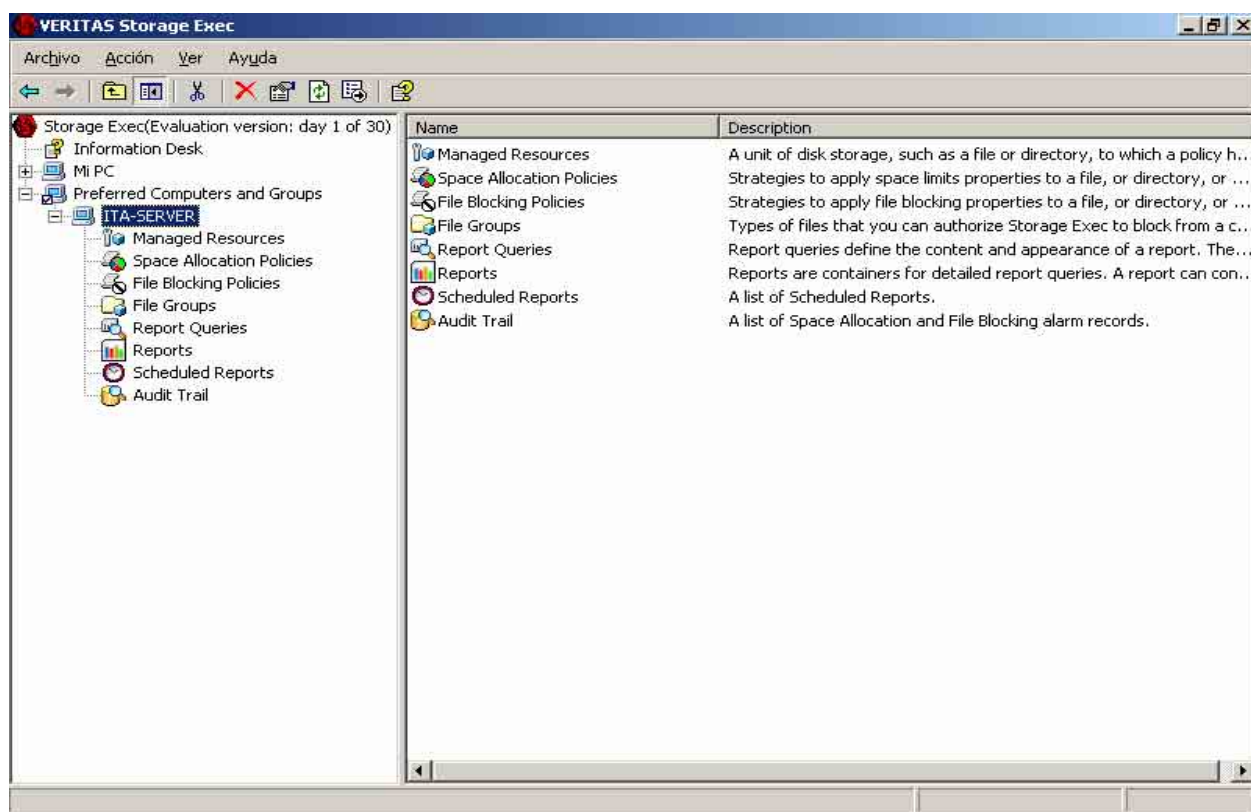 VERITAS Storage Exec
Archivo Acción Ver Ayuda
Storage Exec(Evaluation version: day 1 of 30)
Information Desk
Mi PC
Preferred Computers and Groups
ITA-SERVER
Managed Resources
Space Allocation Policies
File Blocking Policies
File Groups
Report Queries
Reports
Scheduled Reports
Audit Trail
Name Description
Managed Resources A unit of disk storage, such as a file or directory, to which a policy h...
Space Allocation Policies Strategies to apply space limits properties to a file, or directory, or ...
File Blocking Policies Strategies to apply file blocking properties to a file, or directory, or ...
File Groups Types of files that you can authorize Storage Exec to block from a c...
Report Queries Report queries define the content and appearance of a report. The...
Reports Reports are containers for detailed report queries. A report can con...
Scheduled Reports A list of Scheduled Reports.
Audit Trail A list of Space Allocation and File Blocking alarm records.